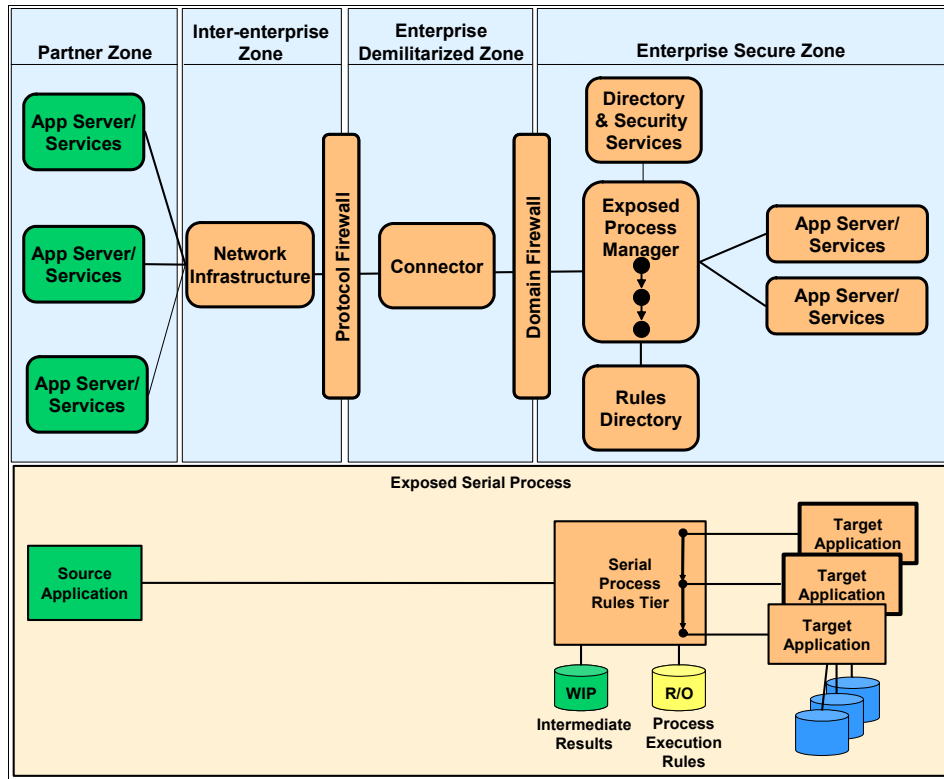 Partner Zone
Inter-enterprise
Zone
Enterprise
Demilitarized Zone
Enterprise Secure Zone
App Server/
Services
App Server/
Services
App Server/
Services
Network
Infrastructure
Protocol Firewall
Connector
Domain Firewall
Directory
& Security
Services
Exposed
Process
Manager
Rules
Directory
App Server/
Services
App Server/
Services
Exposed Serial Process
Source
Application
Serial
Process
Rules Tier
Target
Application
Target
Application
Target
Application
WIP
Intermediate
Results
R/O
Process
Execution
Rules